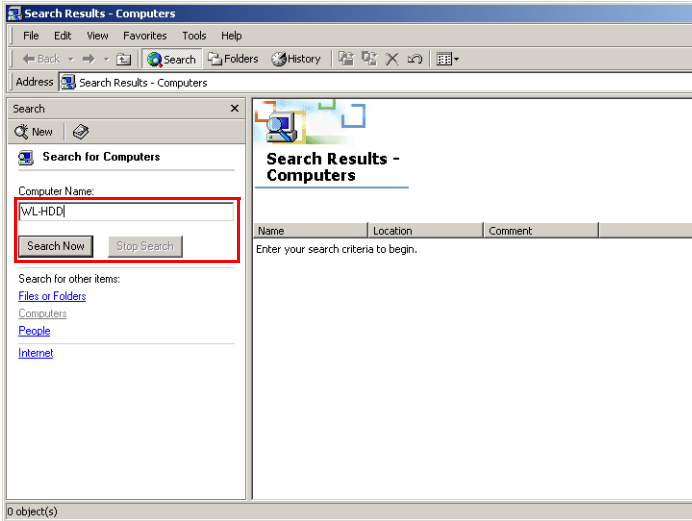 Search Results - Computers
File Edit View Favorites Tools Help
Back Search Folders History
Address Search Results - Computers
Search
New
Search for Computers
Computer Name:
WL-HDD
Search Now Stop Search
Search for other items:
Files or Folders
Computers
People
Internet
Search Results -
Computers
Name Location Comment
Enter your search criteria to begin.
0 object(s)